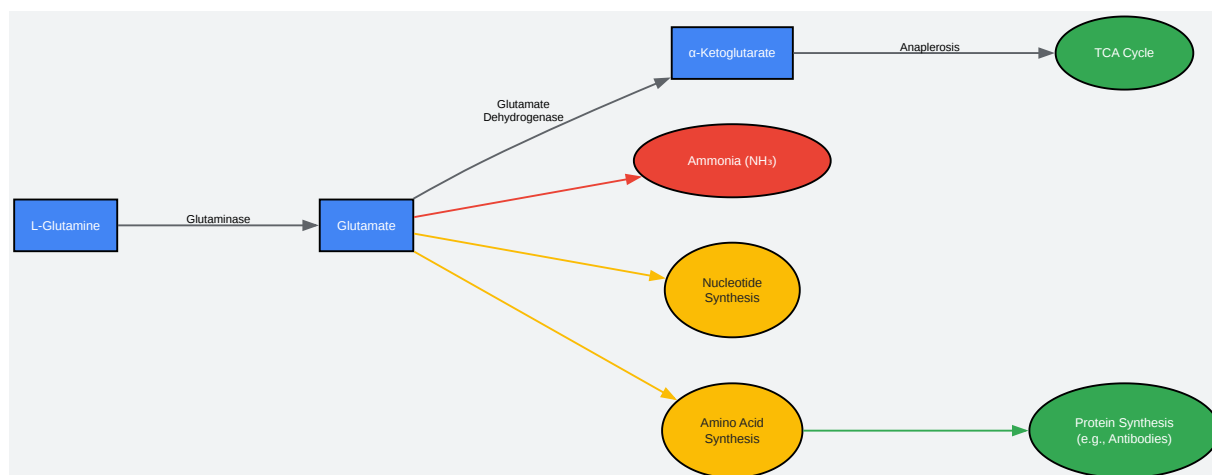 α-Ketoglutarate
Anaplerosis
TCA Cycle
Glutamate
Dehydrogenase
Ammonia (NH₃)
L-Glutamine
Glutaminase
Glutamate
Nucleotide
Synthesis
Amino Acid
Synthesis
Protein Synthesis
(e.g., Antibodies)